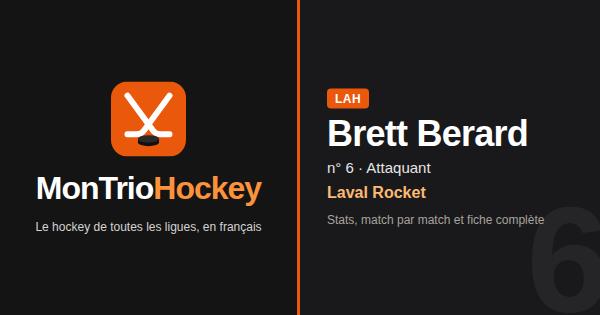 MonTrioHockey
Le hockey de toutes les ligues, en français
LAH
Brett Berard
n° 6 · Attaquant
Laval Rocket
Stats, match par match et fiche complète
6